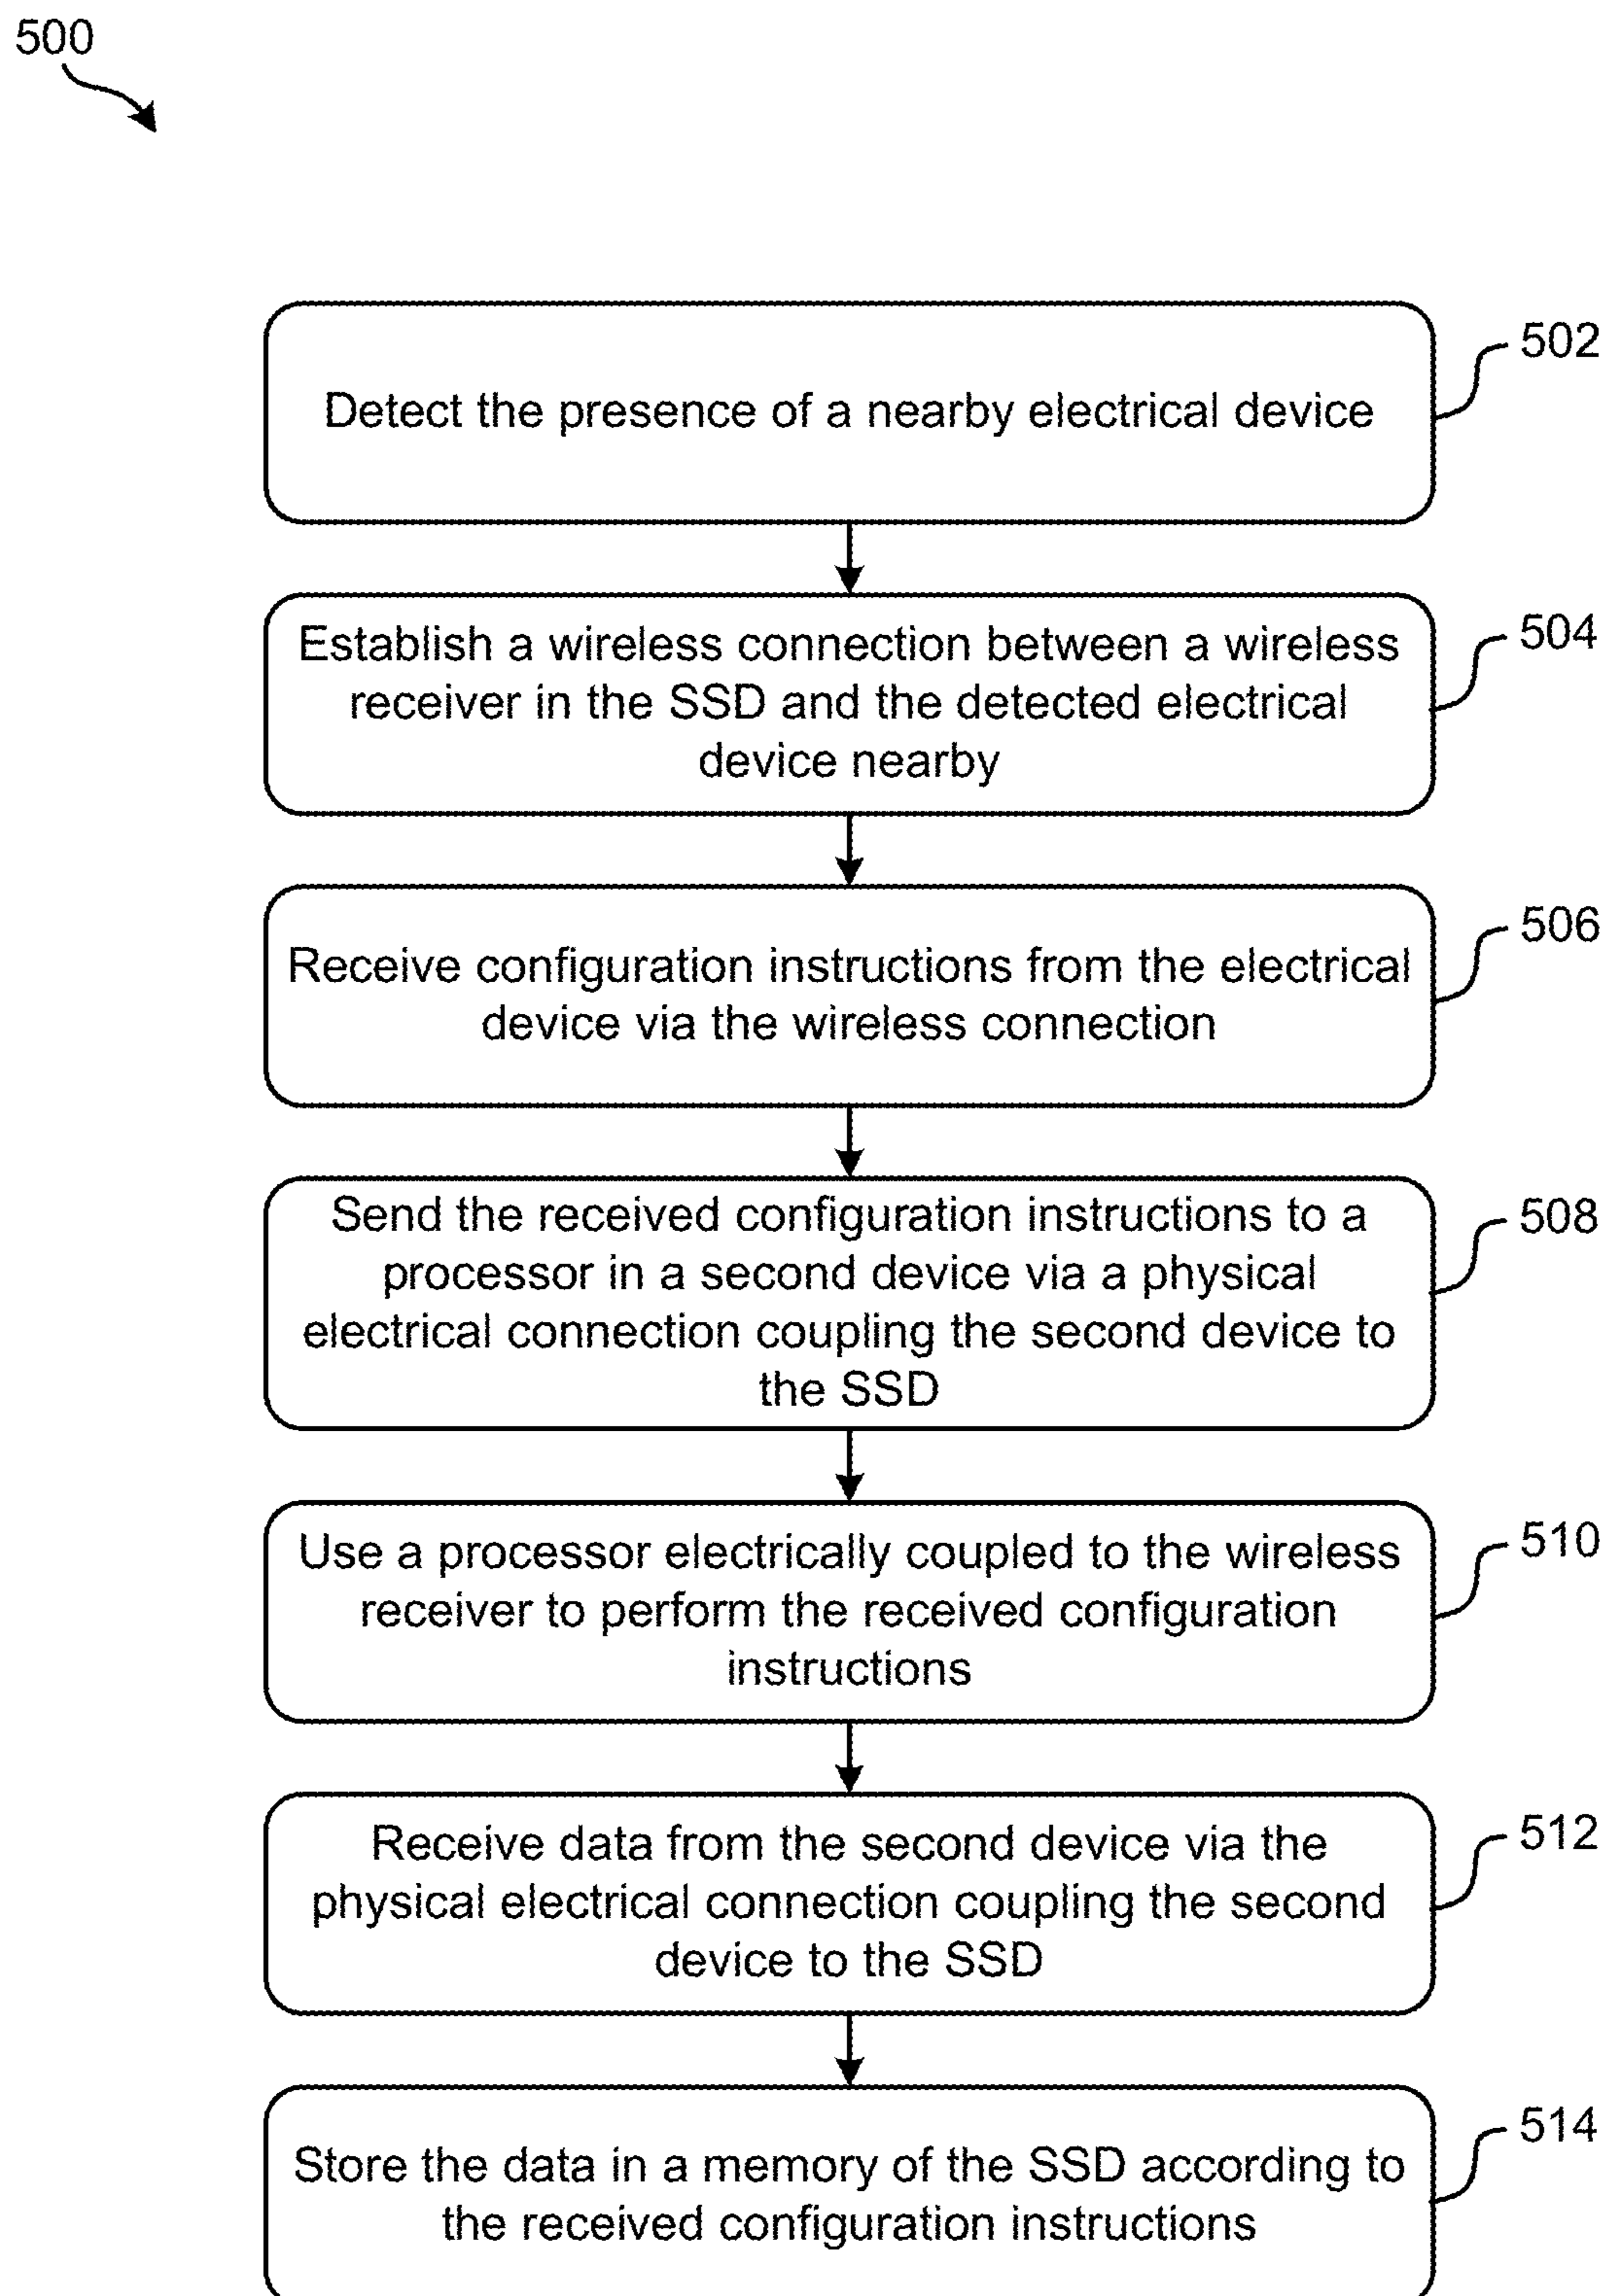 500
Detect the presence of a nearby electrical device
502
Establish a wireless connection between a wireless
receiver in the SSD and the detected electrical
device nearby
504
Receive configuration instructions from the electrical
device via the wireless connection
506
Send the received configuration instructions to a
processor in a second device via a physical
electrical connection coupling the second device to
the SSD
508
Use a processor electrically coupled to the wireless
receiver to perform the received configuration
instructions
510
Receive data from the second device via the
physical electrical connection coupling the second
device to the SSD
512
Store the data in a memory of the SSD according to
the received configuration instructions
514